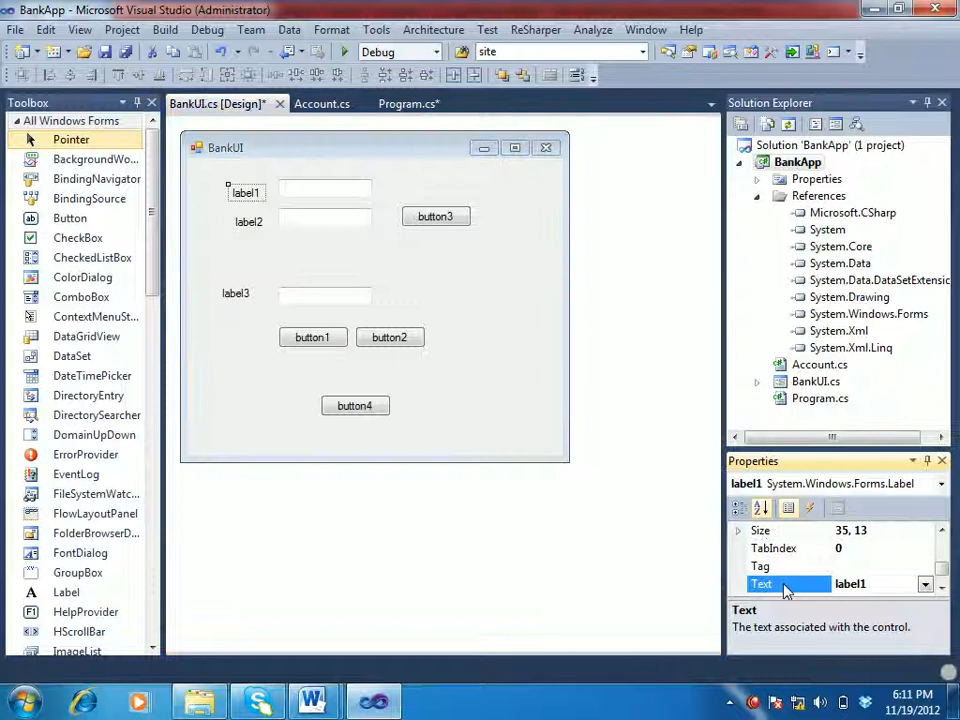 BankApp - Microsoft Visual Studio (Administrator)
File Edit View Project Build Debug Team Data Format Tools Architecture Test ReSharper Analyze Window Help
Debug site
Toolbox
All Windows Forms
Pointer
BackgroundWo...
BindingNavigator
BindingSource
Button
CheckBox
CheckedListBox
ColorDialog
ComboBox
ContextMenuSt...
DataGridView
DataSet
DateTimePicker
DirectoryEntry
DirectorySearcher
DomainUpDown
ErrorProvider
EventLog
FileSystemWatc...
FlowLayoutPanel
FolderBrowserD...
FontDialog
GroupBox
Label
HelpProvider
HScrollBar
ImageList
BankUI.cs [Design]* Account.cs Program.cs*
BankUI
label1
label2
button3
label3
button1 button2
button4
Solution Explorer
Solution 'BankApp' (1 project)
BankApp
Properties
References
Microsoft.CSharp
System
System.Core
System.Data
System.Data.DataSetExtensic
System.Drawing
System.Windows.Forms
System.Xml
System.Xml.Linq
Account.cs
BankUI.cs
Program.cs
Properties
label1 System.Windows.Forms.Label
Size 35, 13
TabIndex 0
Tag
Text label1
Text
The text associated with the control.
6:11 PM
11/19/2012